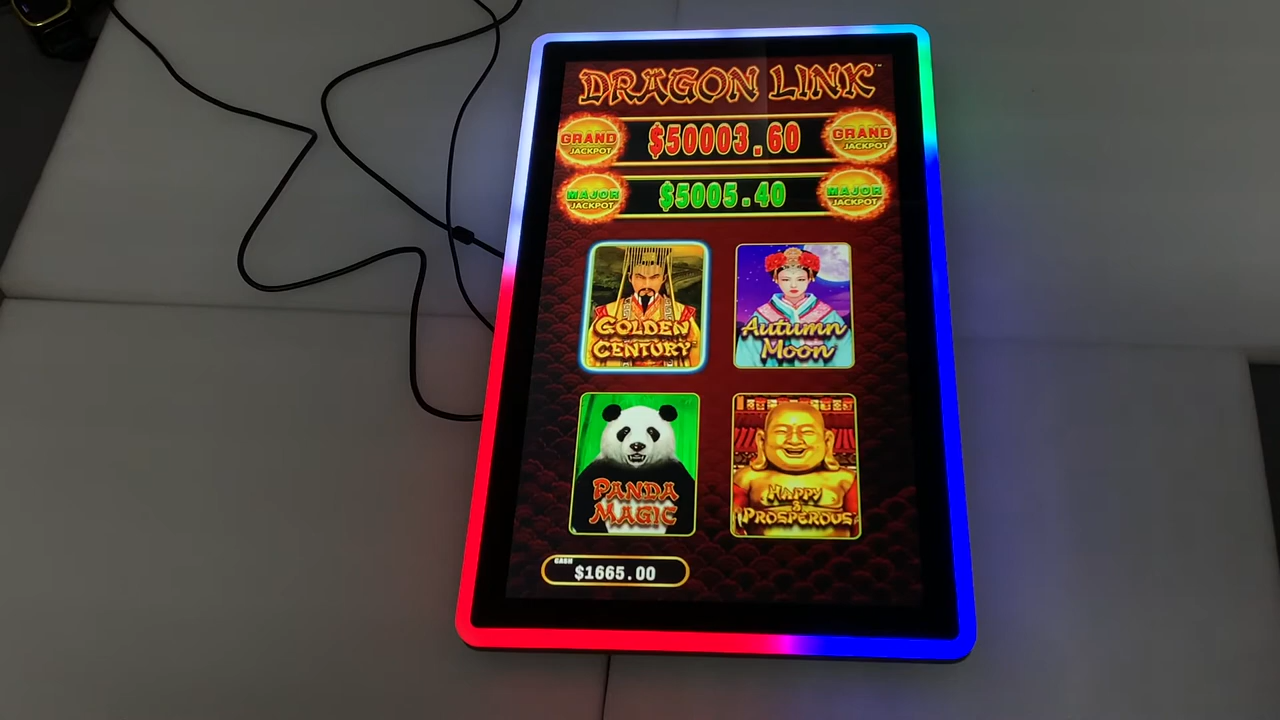 DRAGON LINK™
GRAND JACKPOT
$50003.60
GRAND JACKPOT
MAJOR JACKPOT
$5005.40
MAJOR JACKPOT
GOLDEN
CENTURY
Autumn
Moon
PANDA
MAGIC
HAPPY
&
PROSPEROUS
CASH
$1665.00